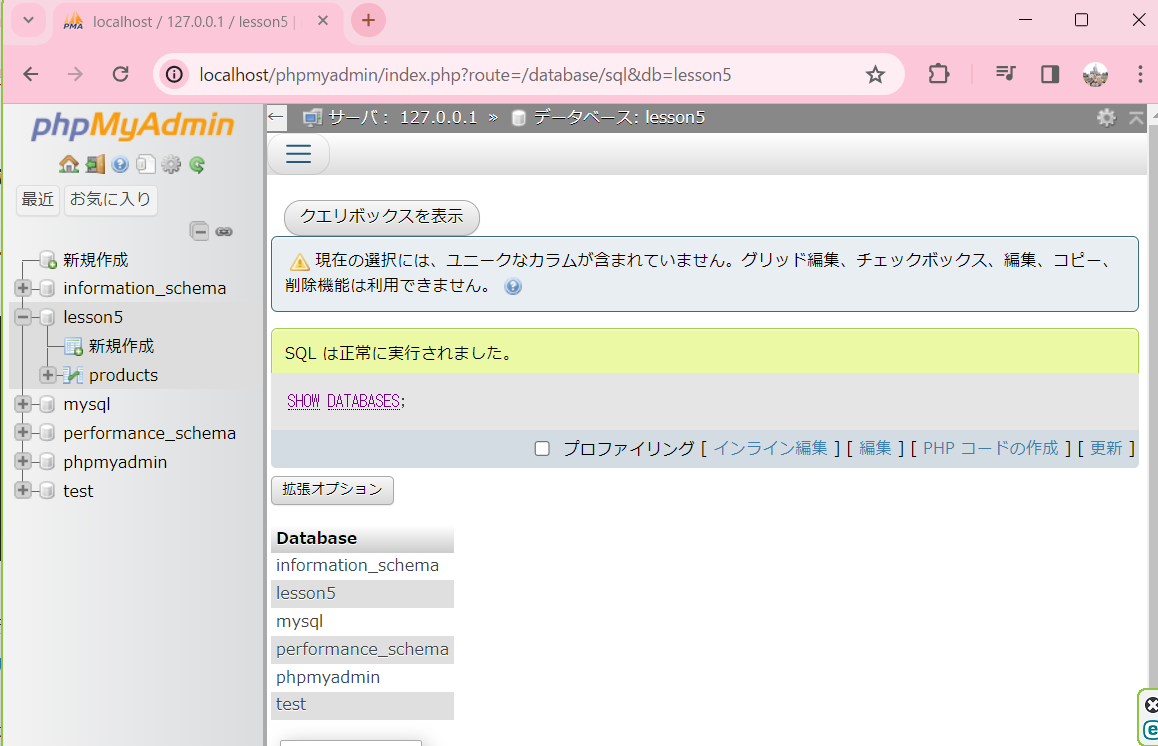 localhost / 127.0.0.1 / lesson5 |
localhost/phpmyadmin/index.php?route=/database/sql&db=lesson5
phpMyAdmin
最近 お気に入り
新規作成
information_schema
lesson5
新規作成
products
mysql
performance_schema
phpmyadmin
test
サーバ： 127.0.0.1 » データベース: lesson5
クエリボックスを表示
現在の選択には、ユニークなカラムが含まれていません。グリッド編集、チェックボックス、編集、コピー、
削除機能は利用できません。
SQL は正常に実行されました。
SHOW DATABASES;
プロファイリング [ インライン編集 ] [ 編集 ] [ PHP コードの作成 ] [ 更新 ]
拡張オプション
Database
information_schema
lesson5
mysql
performance_schema
phpmyadmin
test